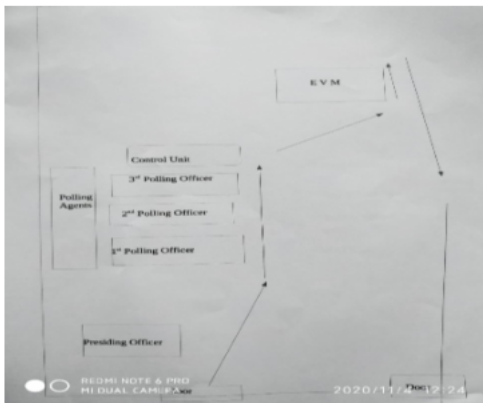 E V M
Control Unit
3rd Polling Officer
Polling
Agents
2nd Polling Officer
1st Polling Officer
Presiding Officer
REDMI NOTE 6 PRO
MI DUAL CAMERA
Door
2020/11/4 12:24